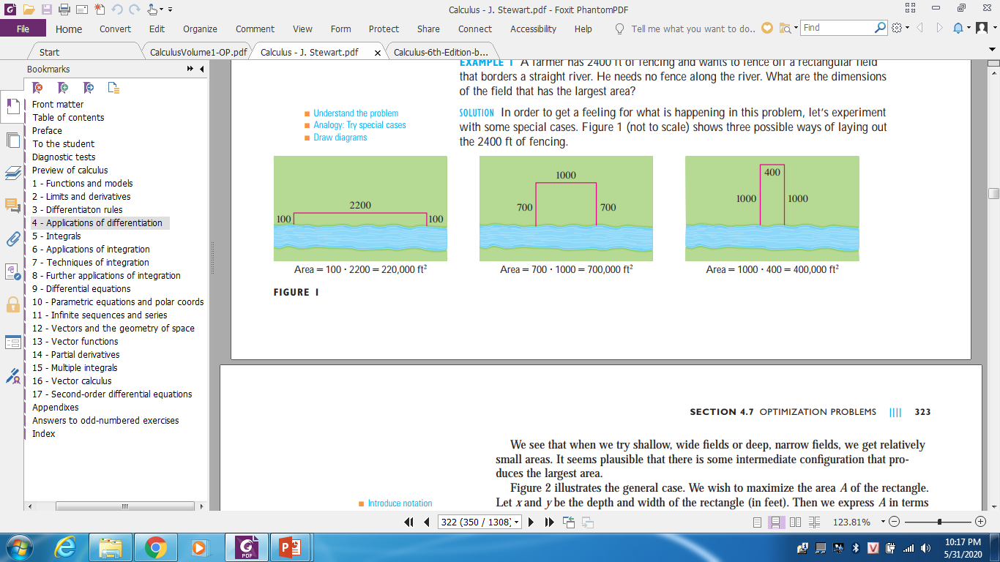 Calculus - J. Stewart.pdf - Foxit PhantomPDF
File Home Convert Edit Organize Comment View Form Protect Share Connect Accessibility Help Tell me what you want to do.. Find
Start CalculusVolume1-OP.pdf Calculus - J. Stewart.pdf × Calculus-6th-Edition-b...
Bookmarks
Front matter
Table of contents
Preface
To the student
Diagnostic tests
Preview of calculus
1 - Functions and models
2 - Limits and derivatives
3 - Differentiaton rules
4 - Applications of differentiation
5 - Integrals
6 - Applications of integration
7 - Techniques of integration
8 - Further applications of integration
9 - Differential equations
10 - Parametric equations and polar coords
11 - Infinite sequences and series
12 - Vectors and the geometry of space
13 - Vector functions
14 - Partial derivatives
15 - Multiple integrals
16 - Vector calculus
17 - Second-order differential equations
Appendixes
Answers to odd-numbered exercises
Index
EXAMPLE 1 A farmer has 2400 ft of fencing and wants to fence off a rectangular field
that borders a straight river. He needs no fence along the river. What are the dimensions
of the field that has the largest area?
■ Understand the problem
■ Analogy: Try special cases
■ Draw diagrams
SOLUTION In order to get a feeling for what is happening in this problem, let's experiment
with some special cases. Figure 1 (not to scale) shows three possible ways of laying out
the 2400 ft of fencing.
2200
100 100
Area = 100 · 2200 = 220,000 ft²
1000
700 700
Area = 700 · 1000 = 700,000 ft²
400
1000 1000
Area = 1000 · 400 = 400,000 ft²
FIGURE 1
SECTION 4.7 OPTIMIZATION PROBLEMS |||| 323
We see that when we try shallow, wide fields or deep, narrow fields, we get relatively
small areas. It seems plausible that there is some intermediate configuration that pro-
duces the largest area.
Figure 2 illustrates the general case. We wish to maximize the area A of the rectangle.
■ Introduce notation
Let x and y be the depth and width of the rectangle (in feet). Then we express A in terms
322 (350 / 1308) 123.81%
PDF
V
10:17 PM
5/31/2020